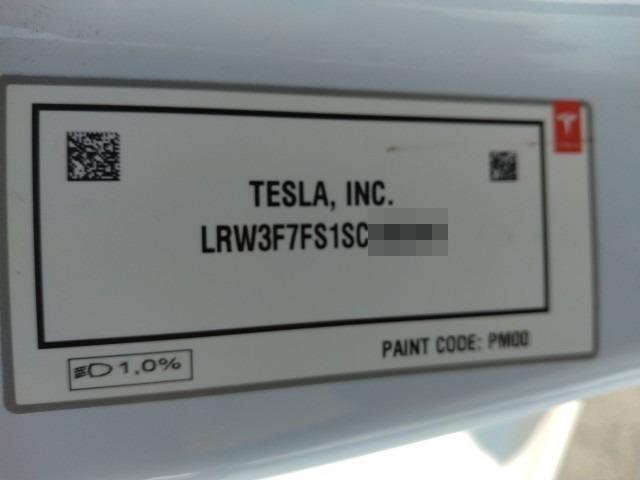 TESLA, INC.
LRW3F7FS1SC
PAINT CODE: PM00
1,0%